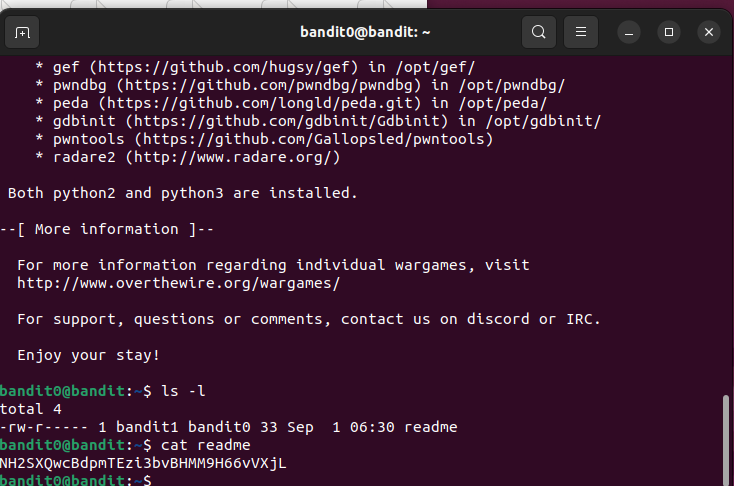 bandit0@bandit: ~
* gef (https://github.com/hugsy/gef) in /opt/gef/
* pwndbg (https://github.com/pwndbg/pwndbg) in /opt/pwndbg/
* peda (https://github.com/longld/peda.git) in /opt/peda/
* gdbinit (https://github.com/gdbinit/Gdbinit) in /opt/gdbinit/
* pwntools (https://github.com/Gallopsled/pwntools)
* radare2 (http://www.radare.org/)
Both python2 and python3 are installed.
--[ More information ]--
For more information regarding individual wargames, visit
http://www.overthewire.org/wargames/
For support, questions or comments, contact us on discord or IRC.
Enjoy your stay!
bandit0@bandit:~$ ls -l
total 4
-rw-r----- 1 bandit1 bandit0 33 Sep  1 06:30 readme
bandit0@bandit:~$ cat readme
NH2SXQwcBdpmTEzi3bvBHMM9H66vVXjL
bandit0@bandit:~$